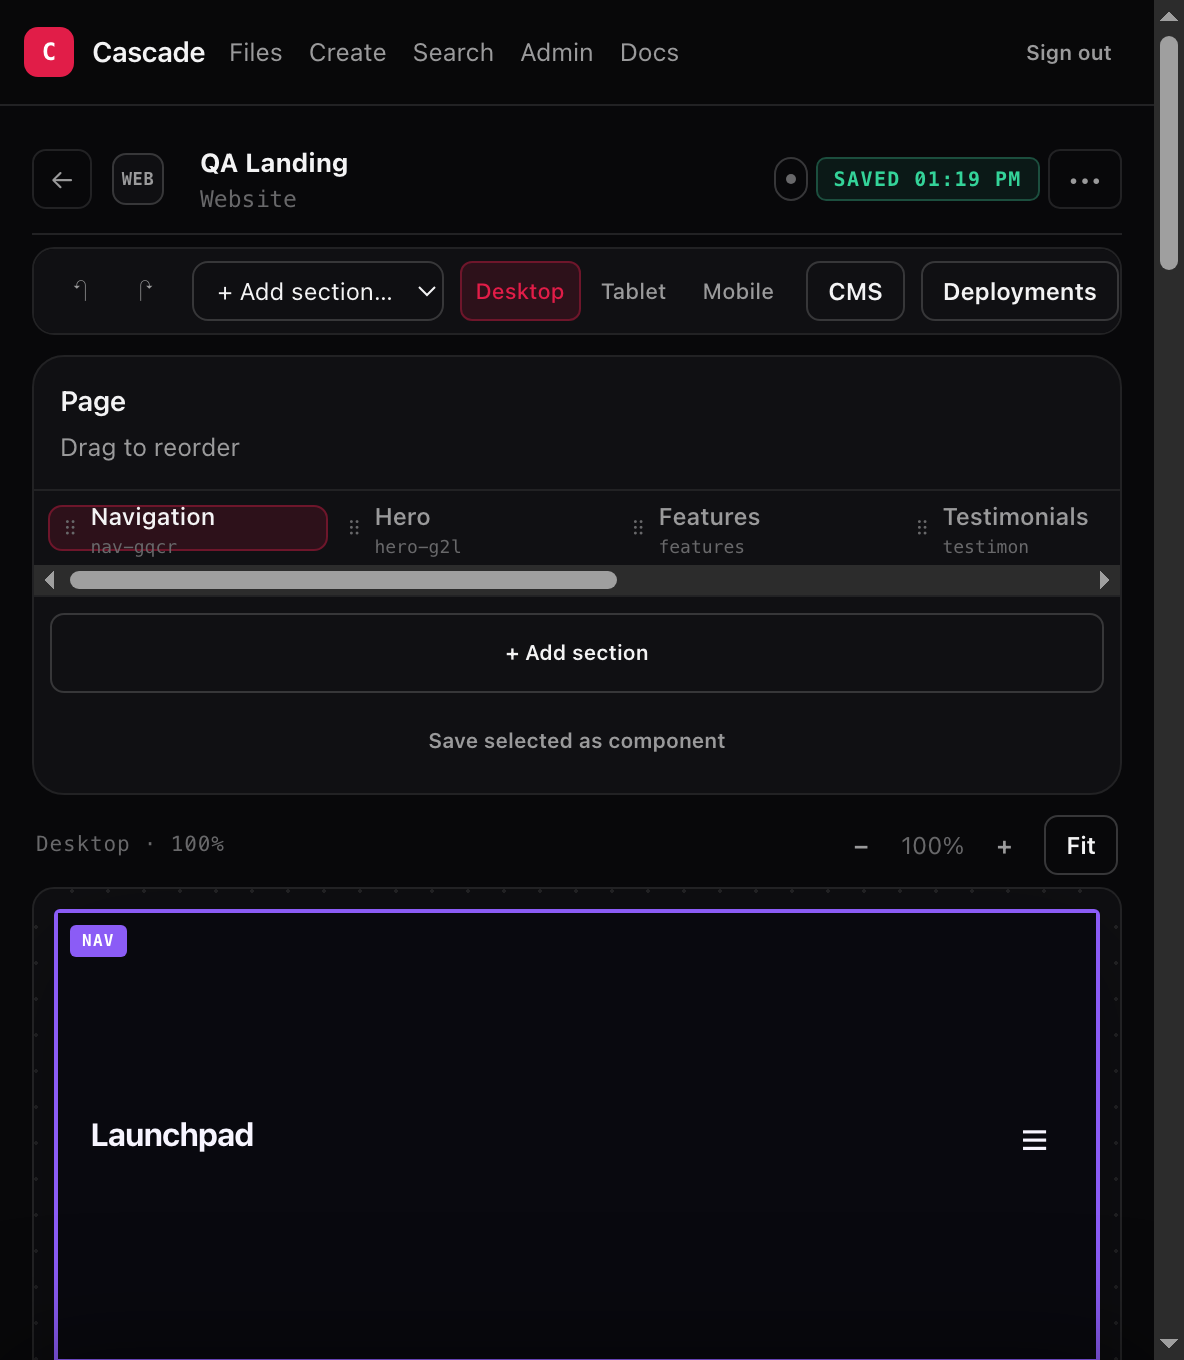 C Cascade Files Create Search Admin Docs Sign out
WEB QA Landing
Website
SAVED 01:19 PM
+ Add section... Desktop Tablet Mobile CMS Deployments
Page
Drag to reorder
Navigation Hero Features Testimonials
nav-gqcr hero-g2l features testimon
+ Add section
Save selected as component
Desktop · 100% − 100% + Fit
NAV
Launchpad